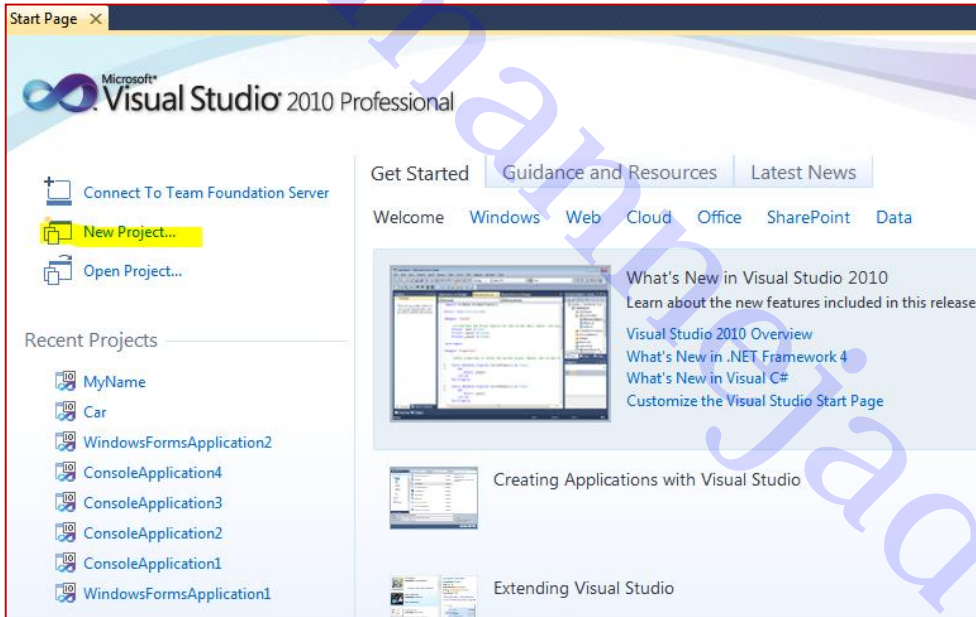 Start Page
Microsoft
Visual Studio 2010 Professional
Connect To Team Foundation Server
New Project...
Open Project...
Recent Projects
MyName
Car
WindowsFormsApplication2
ConsoleApplication4
ConsoleApplication3
ConsoleApplication2
ConsoleApplication1
WindowsFormsApplication1
Get Started Guidance and Resources Latest News
Welcome Windows Web Cloud Office SharePoint Data
What's New in Visual Studio 2010
Learn about the new features included in this release
Visual Studio 2010 Overview
What's New in .NET Framework 4
What's New in Visual C#
Customize the Visual Studio Start Page
Creating Applications with Visual Studio
Extending Visual Studio